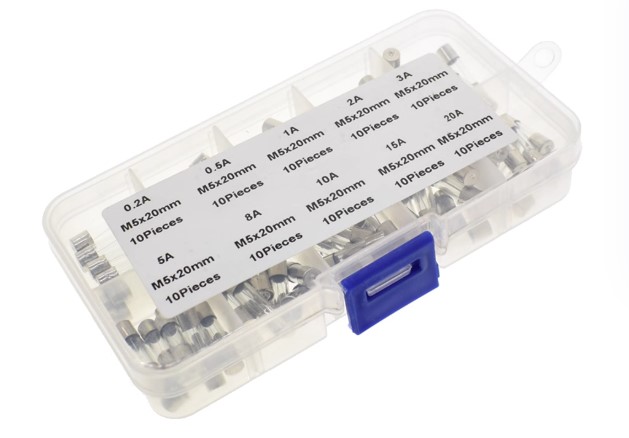 0.2A
M5x20mm
10Pieces
0.5A
M5x20mm
10Pieces
1A
M5x20mm
10Pieces
2A
M5x20mm
10Pieces
3A
M5x20mm
10Pieces
5A
M5x20mm
10Pieces
8A
M5x20mm
10Pieces
10A
M5x20mm
10Pieces
15A
M5x20mm
10Pieces
20A
M5x20mm
10Pieces